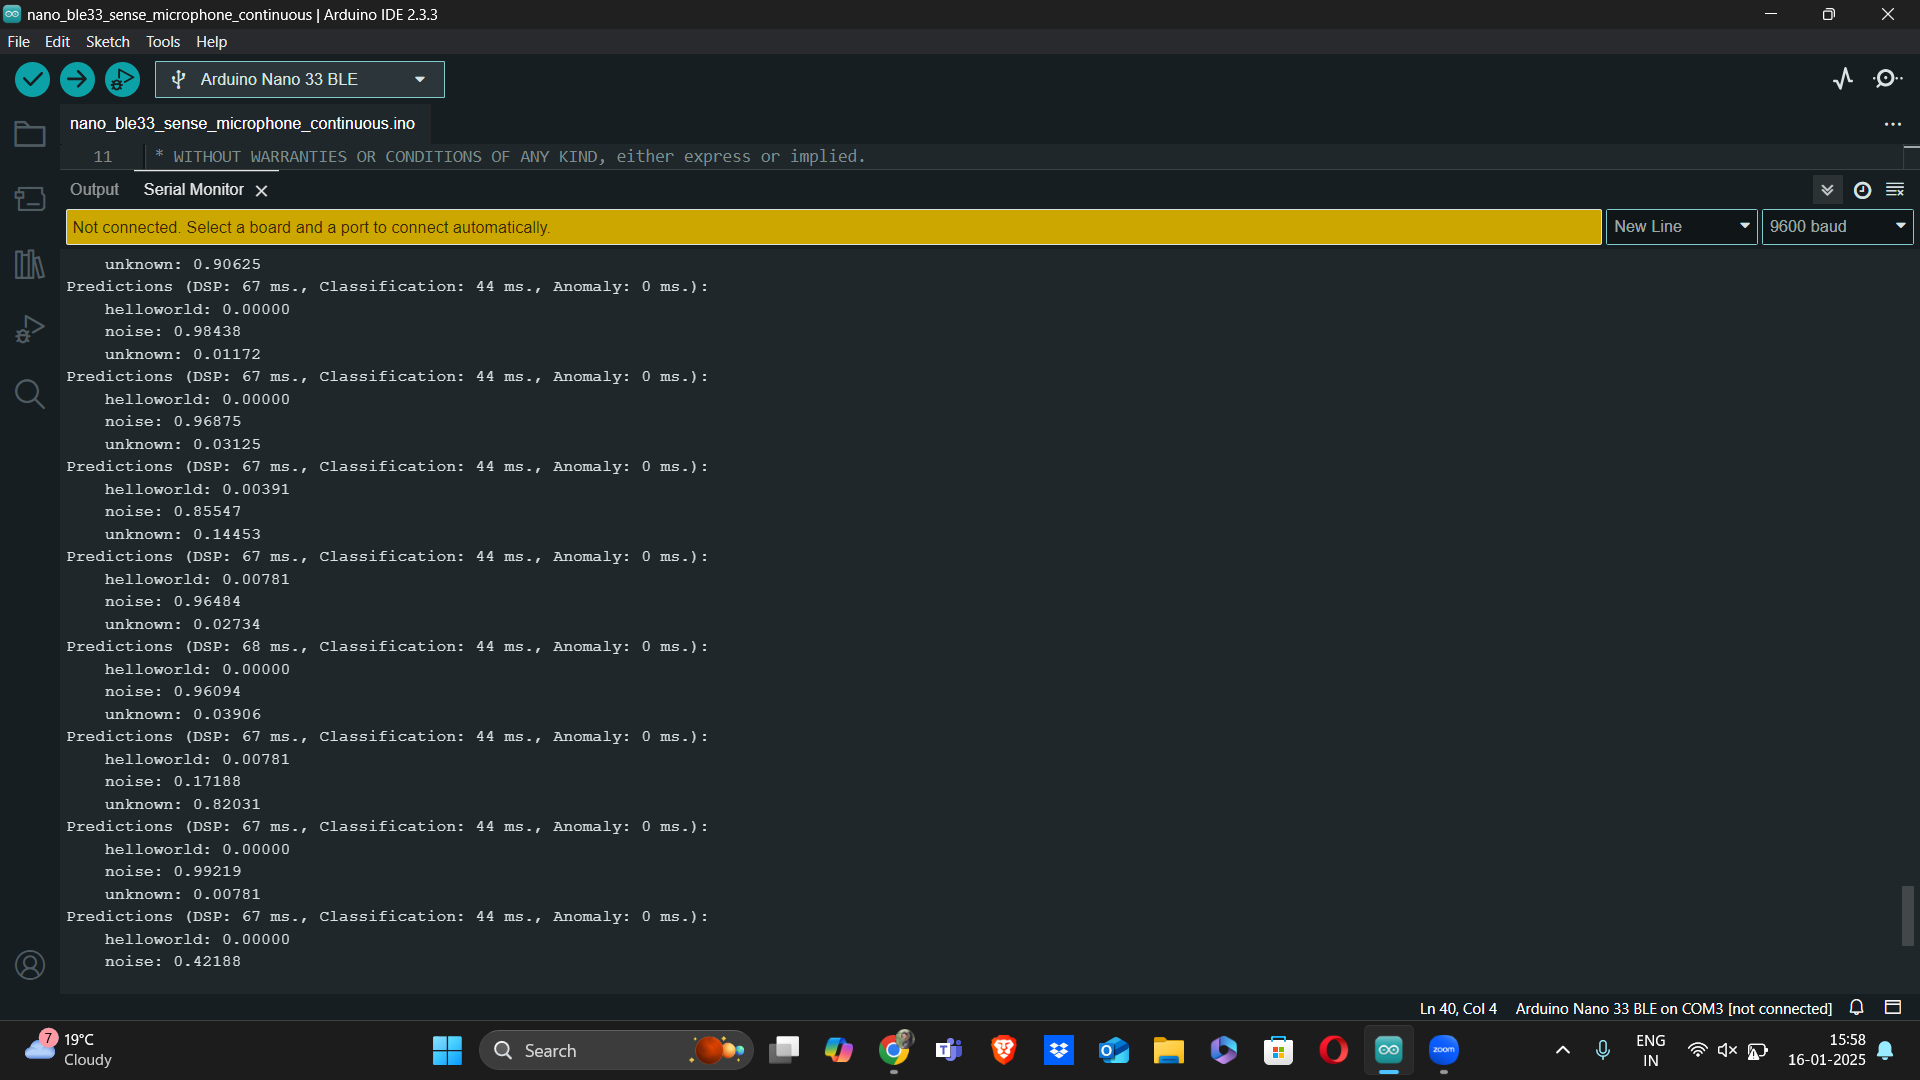 nano_ble33_sense_microphone_continuous | Arduino IDE 2.3.3
File Edit Sketch Tools Help
Arduino Nano 33 BLE
nano_ble33_sense_microphone_continuous.ino
11 * WITHOUT WARRANTIES OR CONDITIONS OF ANY KIND, either express or implied.
Output Serial Monitor
Not connected. Select a board and a port to connect automatically. New Line 9600 baud
unknown: 0.90625
Predictions (DSP: 67 ms., Classification: 44 ms., Anomaly: 0 ms.):
helloworld: 0.00000
noise: 0.98438
unknown: 0.01172
Predictions (DSP: 67 ms., Classification: 44 ms., Anomaly: 0 ms.):
helloworld: 0.00000
noise: 0.96875
unknown: 0.03125
Predictions (DSP: 67 ms., Classification: 44 ms., Anomaly: 0 ms.):
helloworld: 0.00391
noise: 0.85547
unknown: 0.14453
Predictions (DSP: 67 ms., Classification: 44 ms., Anomaly: 0 ms.):
helloworld: 0.00781
noise: 0.96484
unknown: 0.02734
Predictions (DSP: 68 ms., Classification: 44 ms., Anomaly: 0 ms.):
helloworld: 0.00000
noise: 0.96094
unknown: 0.03906
Predictions (DSP: 67 ms., Classification: 44 ms., Anomaly: 0 ms.):
helloworld: 0.00781
noise: 0.17188
unknown: 0.82031
Predictions (DSP: 67 ms., Classification: 44 ms., Anomaly: 0 ms.):
helloworld: 0.00000
noise: 0.99219
unknown: 0.00781
Predictions (DSP: 67 ms., Classification: 44 ms., Anomaly: 0 ms.):
helloworld: 0.00000
noise: 0.42188
Ln 40, Col 4 Arduino Nano 33 BLE on COM3 [not connected]
7 19°C
Cloudy
Search
zoom
ENG
IN
15:58
16-01-2025